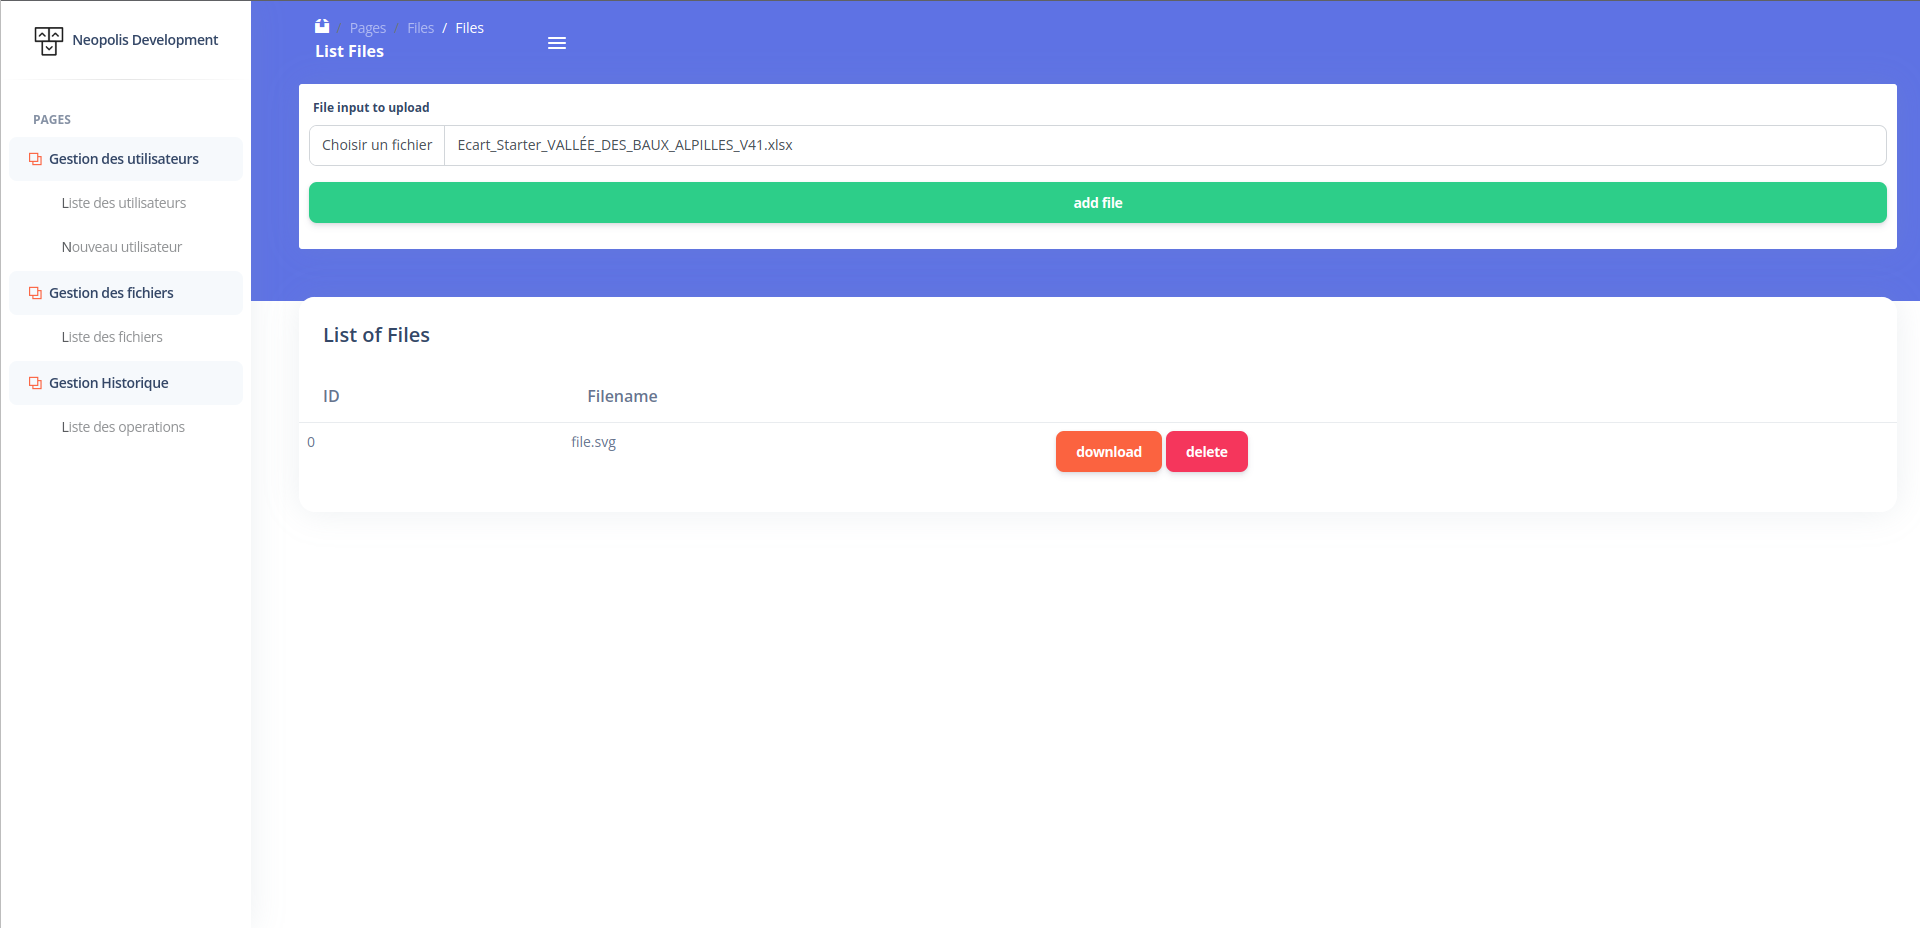 Neopolis Development
PAGES
Gestion des utilisateurs
Liste des utilisateurs
Nouveau utilisateur
Gestion des fichiers
Liste des fichiers
Gestion Historique
Liste des operations
/ Pages / Files / Files
List Files
File input to upload
Choisir un fichier Ecart_Starter_VALLÉE_DES_BAUX_ALPILLES_V41.xlsx
add file
List of Files
ID Filename
0 file.svg download delete